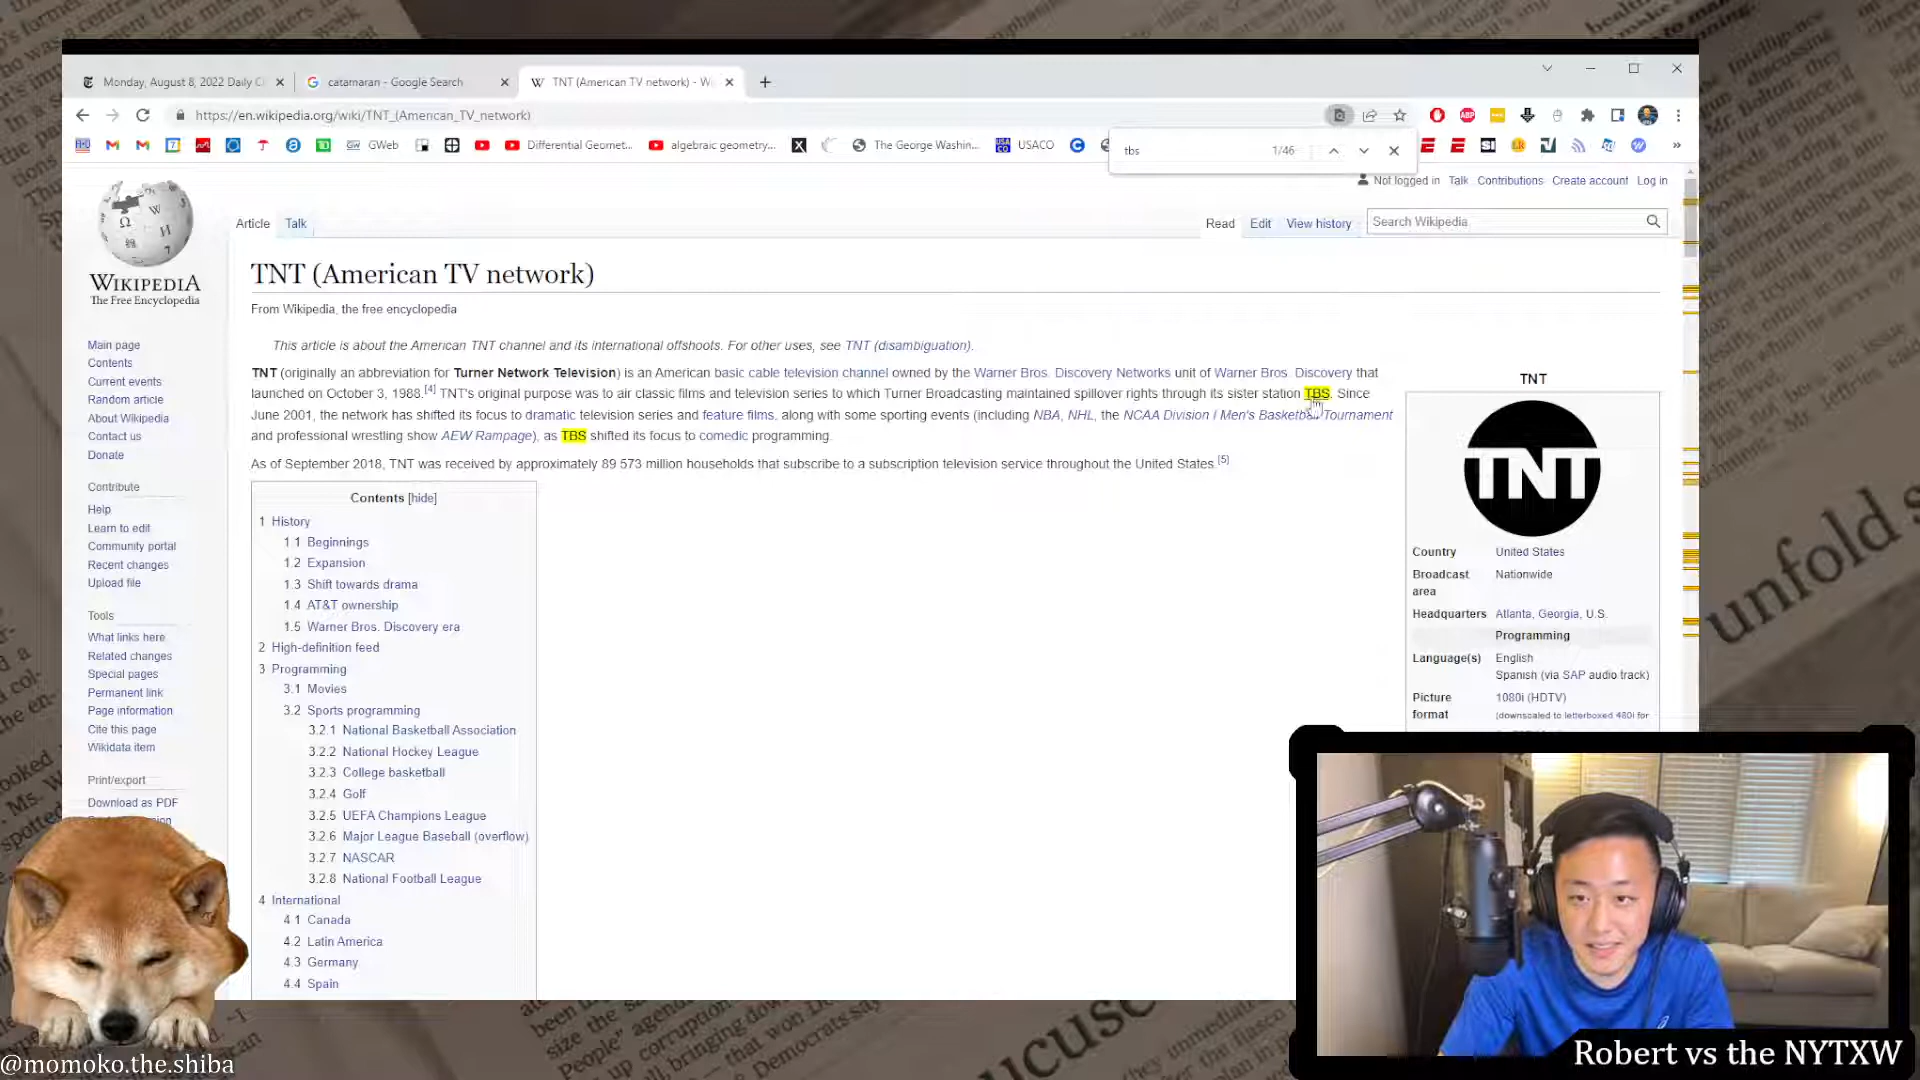 Monday, August 8, 2022 Daily C
catamaran - Google Search
TNT (American TV network) - W
https://en.wikipedia.org/wiki/TNT_(American_TV_network)
GWeb
Differential Geomet...
algebraic geometry...
The George Washin...
USACO
tbs
1/46
Not logged in Talk Contributions Create account Log in
Article Talk
Read Edit View history
Search Wikipedia
WIKIPEDIA
The Free Encyclopedia
Main page
Contents
Current events
Random article
About Wikipedia
Contact us
Donate
Contribute
Help
Learn to edit
Community portal
Recent changes
Upload file
Tools
What links here
Related changes
Special pages
Permanent link
Page information
Cite this page
Wikidata item
Print/export
Download as PDF
TNT (American TV network)
From Wikipedia, the free encyclopedia
This article is about the American TNT channel and its international offshoots. For other uses, see TNT (disambiguation).
TNT (originally an abbreviation for Turner Network Television) is an American basic cable television channel owned by the Warner Bros. Discovery Networks unit of Warner Bros. Discovery that
launched on October 3, 1988.[4] TNT's original purpose was to air classic films and television series to which Turner Broadcasting maintained spillover rights through its sister station TBS. Since
June 2001, the network has shifted its focus to dramatic television series and feature films, along with some sporting events (including NBA, NHL, the NCAA Division I Men's Basketball Tournament
and professional wrestling show AEW Rampage), as TBS shifted its focus to comedic programming.
As of September 2018, TNT was received by approximately 89 573 million households that subscribe to a subscription television service throughout the United States.[5]
Contents [hide]
1 History
1.1 Beginnings
1.2 Expansion
1.3 Shift towards drama
1.4 AT&T ownership
1.5 Warner Bros. Discovery era
2 High-definition feed
3 Programming
3.1 Movies
3.2 Sports programming
3.2.1 National Basketball Association
3.2.2 National Hockey League
3.2.3 College basketball
3.2.4 Golf
3.2.5 UEFA Champions League
3.2.6 Major League Baseball (overflow)
3.2.7 NASCAR
3.2.8 National Football League
4 International
4.1 Canada
4.2 Latin America
4.3 Germany
4.4 Spain
TNT
TNT
Country United States
Broadcast area Nationwide
Headquarters Atlanta, Georgia, U.S.
Programming
Language(s) English
Spanish (via SAP audio track)
Picture format 1080i (HDTV)
(downscaled to letterboxed 480i for
unfold s
@momoko.the.shiba
Robert vs the NYTXW